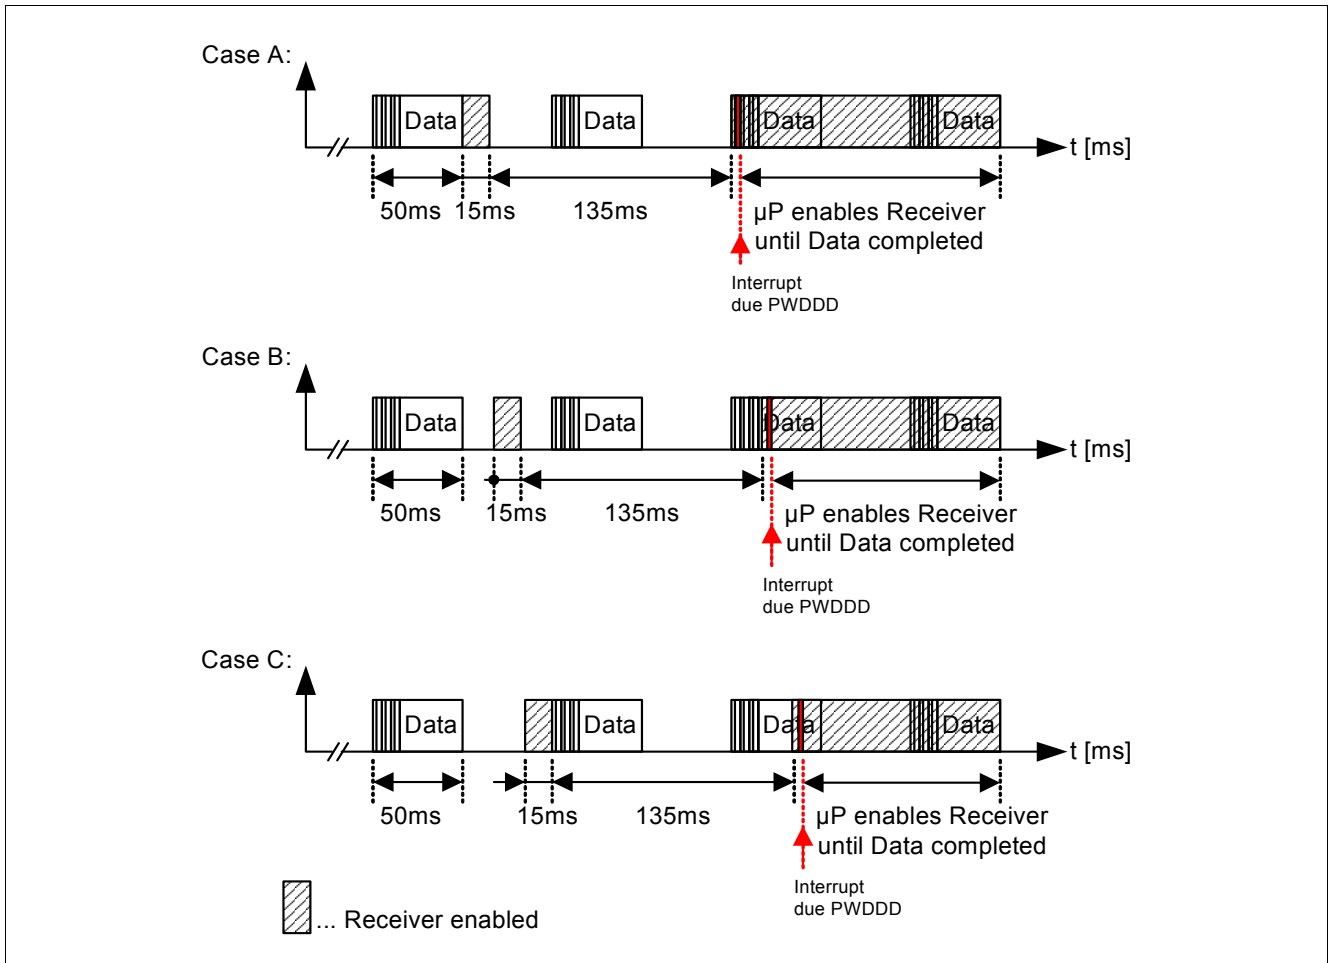 Case A:
Data
Data
Data
Data
t [ms]
50ms
15ms
135ms
µP enables Receiver
until Data completed
Interrupt
due PWDDD
Case B:
Data
Data
Data
Data
t [ms]
50ms
15ms
135ms
µP enables Receiver
until Data completed
Interrupt
due PWDDD
Case C:
Data
Data
Data
Data
t [ms]
50ms
15ms
135ms
µP enables Receiver
until Data completed
Interrupt
due PWDDD
... Receiver enabled